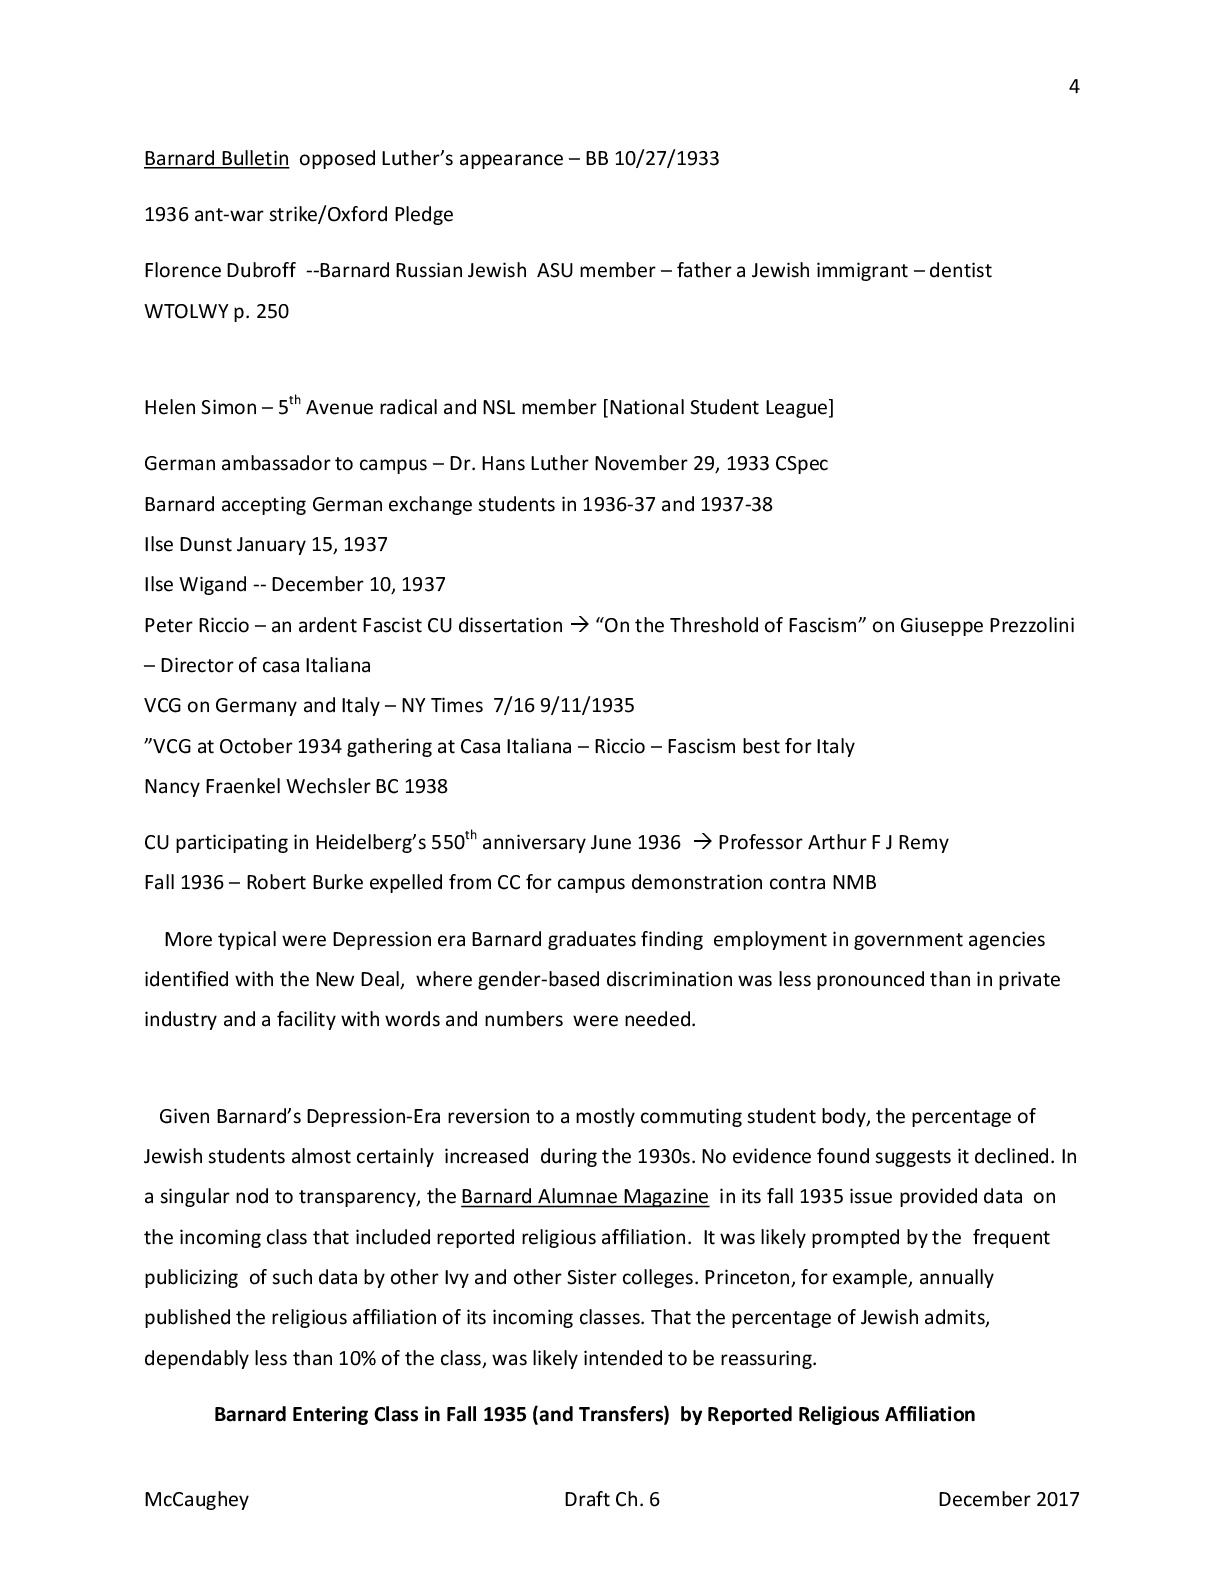 4
Barnard Bulletin  opposed Luther’s appearance – BB 10/27/1933
1936 ant-war strike/Oxford Pledge
Florence Dubroff  --Barnard Russian Jewish  ASU member – father a Jewish immigrant – dentist
WTOLWY p. 250
Helen Simon – 5th Avenue radical and NSL member [National Student League]
German ambassador to campus – Dr. Hans Luther November 29, 1933 CSpec
Barnard accepting German exchange students in 1936-37 and 1937-38
Ilse Dunst January 15, 1937
Ilse Wigand -- December 10, 1937
Peter Riccio – an ardent Fascist CU dissertation → “On the Threshold of Fascism” on Giuseppe Prezzolini
– Director of casa Italiana
VCG on Germany and Italy – NY Times  7/16 9/11/1935
”VCG at October 1934 gathering at Casa Italiana – Riccio – Fascism best for Italy
Nancy Fraenkel Wechsler BC 1938
CU participating in Heidelberg’s 550th anniversary June 1936  → Professor Arthur F J Remy
Fall 1936 – Robert Burke expelled from CC for campus demonstration contra NMB
More typical were Depression era Barnard graduates finding  employment in government agencies
identified with the New Deal,  where gender-based discrimination was less pronounced than in private
industry and a facility with words and numbers  were needed.
Given Barnard’s Depression-Era reversion to a mostly commuting student body, the percentage of
Jewish students almost certainly  increased  during the 1930s. No evidence found suggests it declined. In
a singular nod to transparency, the Barnard Alumnae Magazine  in its fall 1935 issue provided data  on
the incoming class that included reported religious affiliation.  It was likely prompted by the  frequent
publicizing  of such data by other Ivy and other Sister colleges. Princeton, for example, annually
published the religious affiliation of its incoming classes. That the percentage of Jewish admits,
dependably less than 10% of the class, was likely intended to be reassuring.
Barnard Entering Class in Fall 1935 (and Transfers)  by Reported Religious Affiliation
McCaughey Draft Ch. 6 December 2017